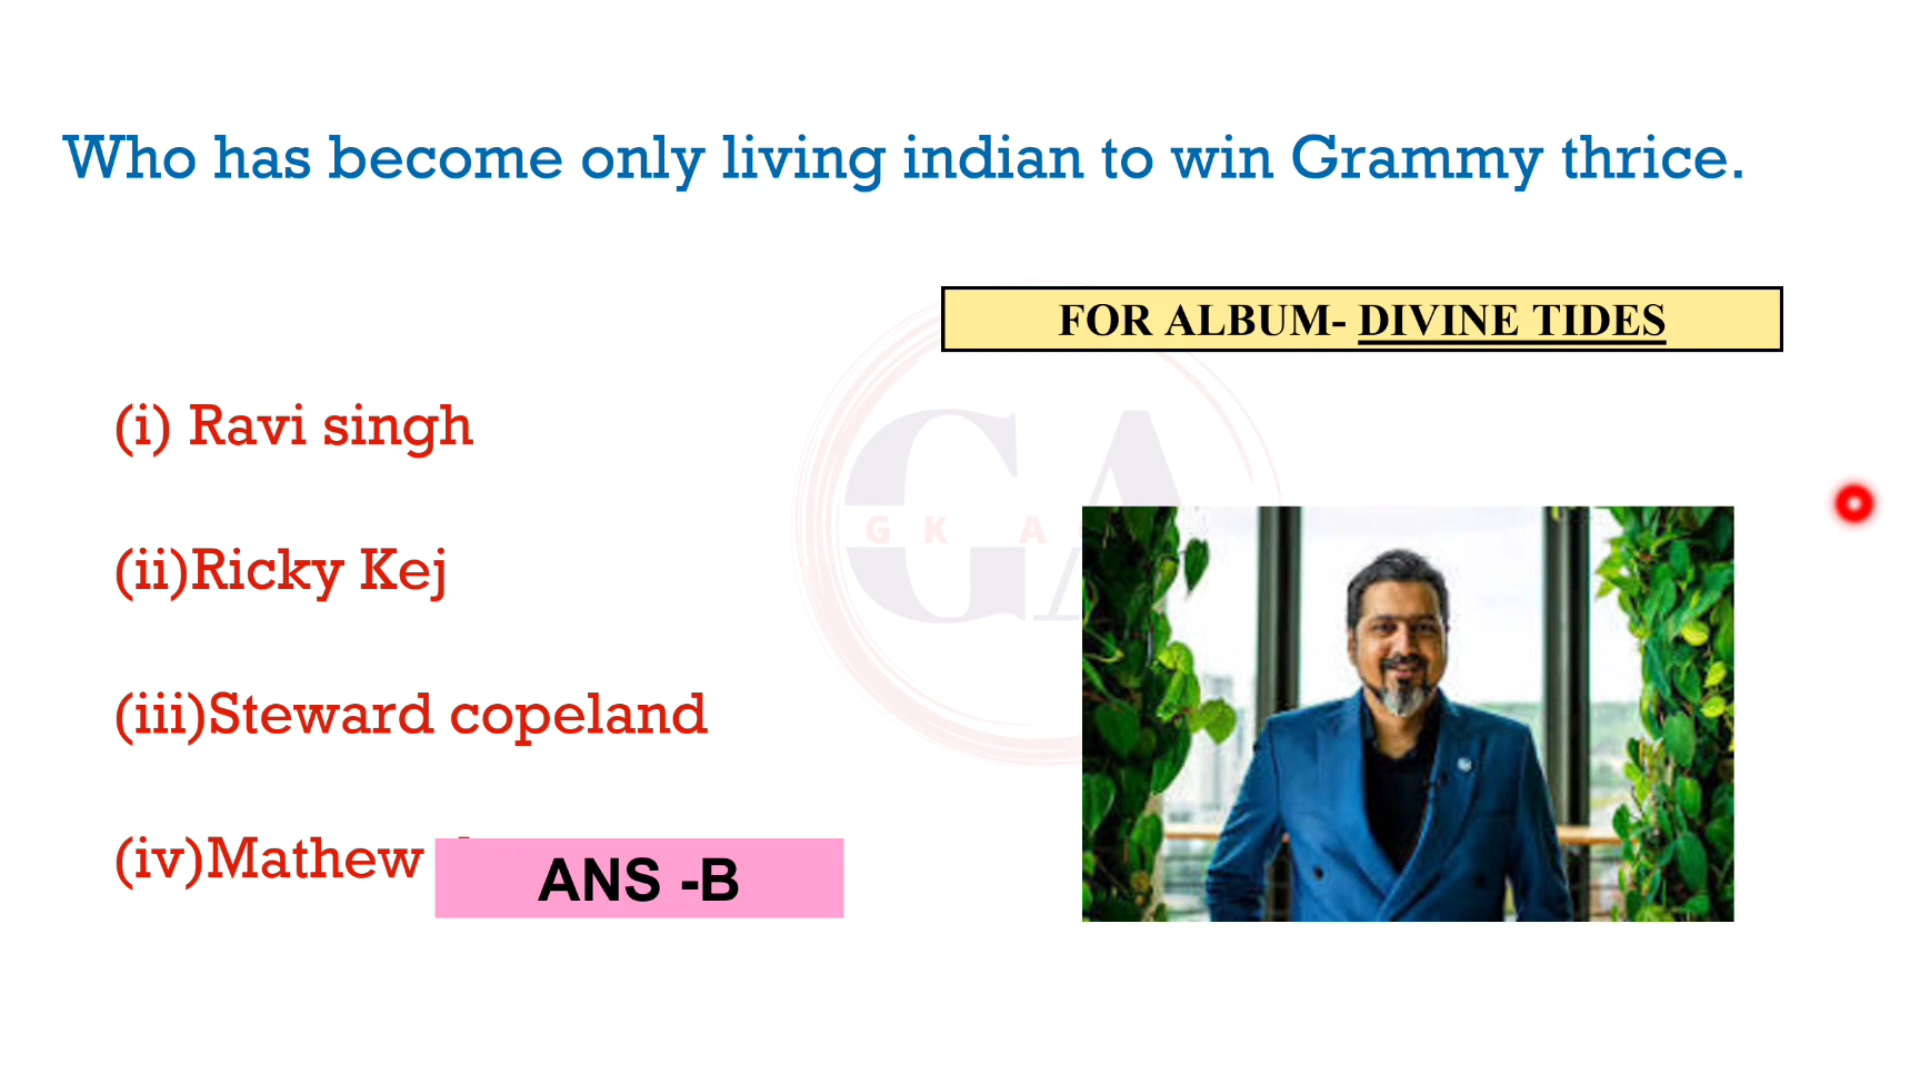 Who has become only living indian to win Grammy thrice.
FOR ALBUM- DIVINE TIDES
(i) Ravi singh
(ii)Ricky Kej
(iii)Steward copeland
(iv)Mathew
ANS -B
GA
G K A